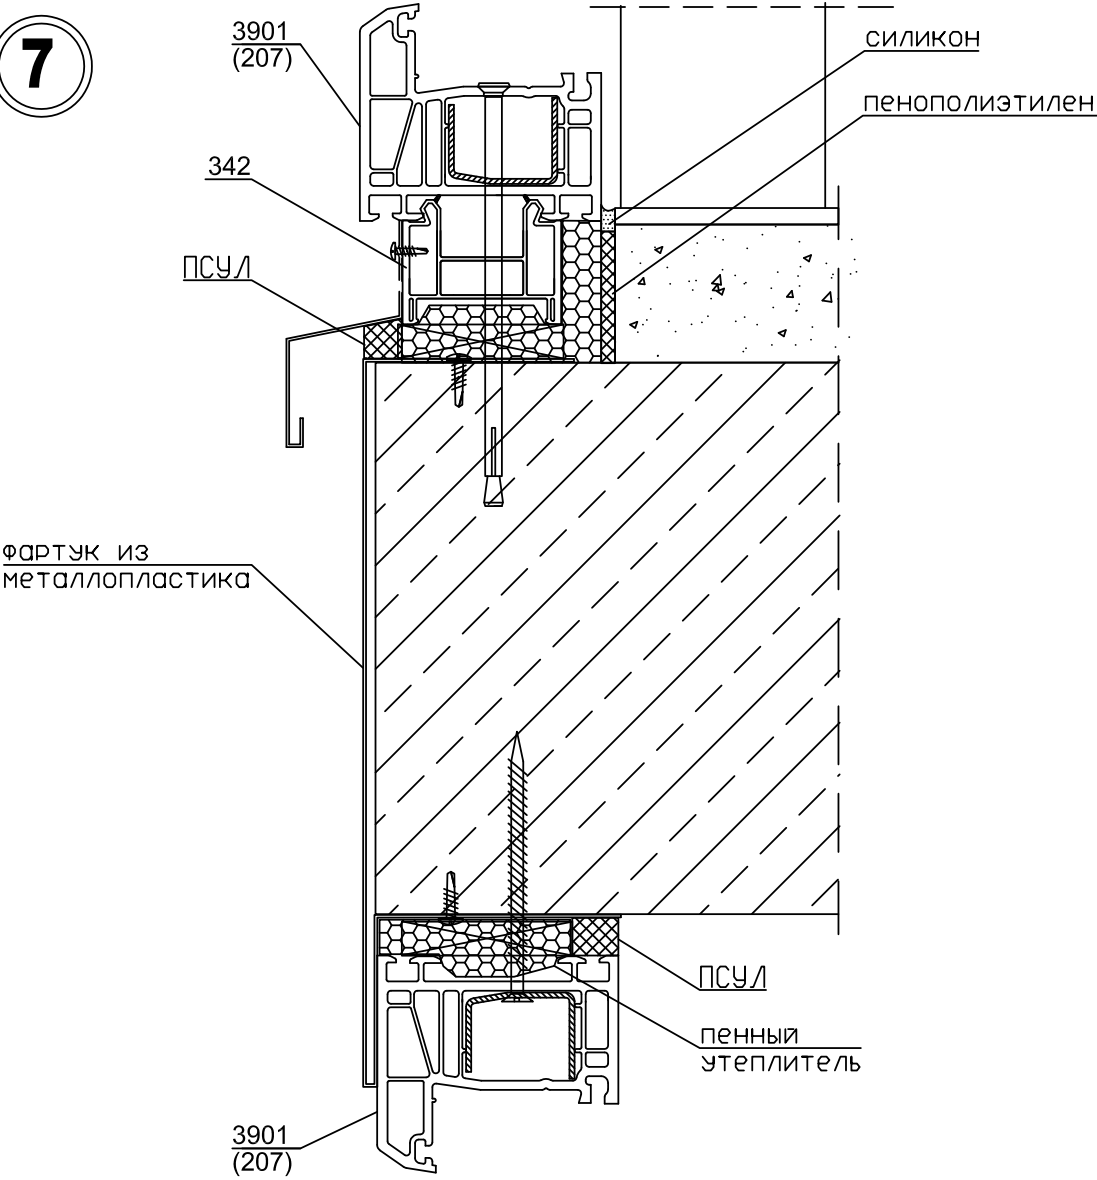 7
3901
(207)
СИЛИКОН
ПЕНОПОЛИЭТИЛЕН
342
ПСУЛ
ФАРТУК ИЗ
МЕТАЛЛОПЛАСТИКА
ПСУЛ
ПЕННЫЙ
УТЕПЛИТЕЛЬ
3901
(207)